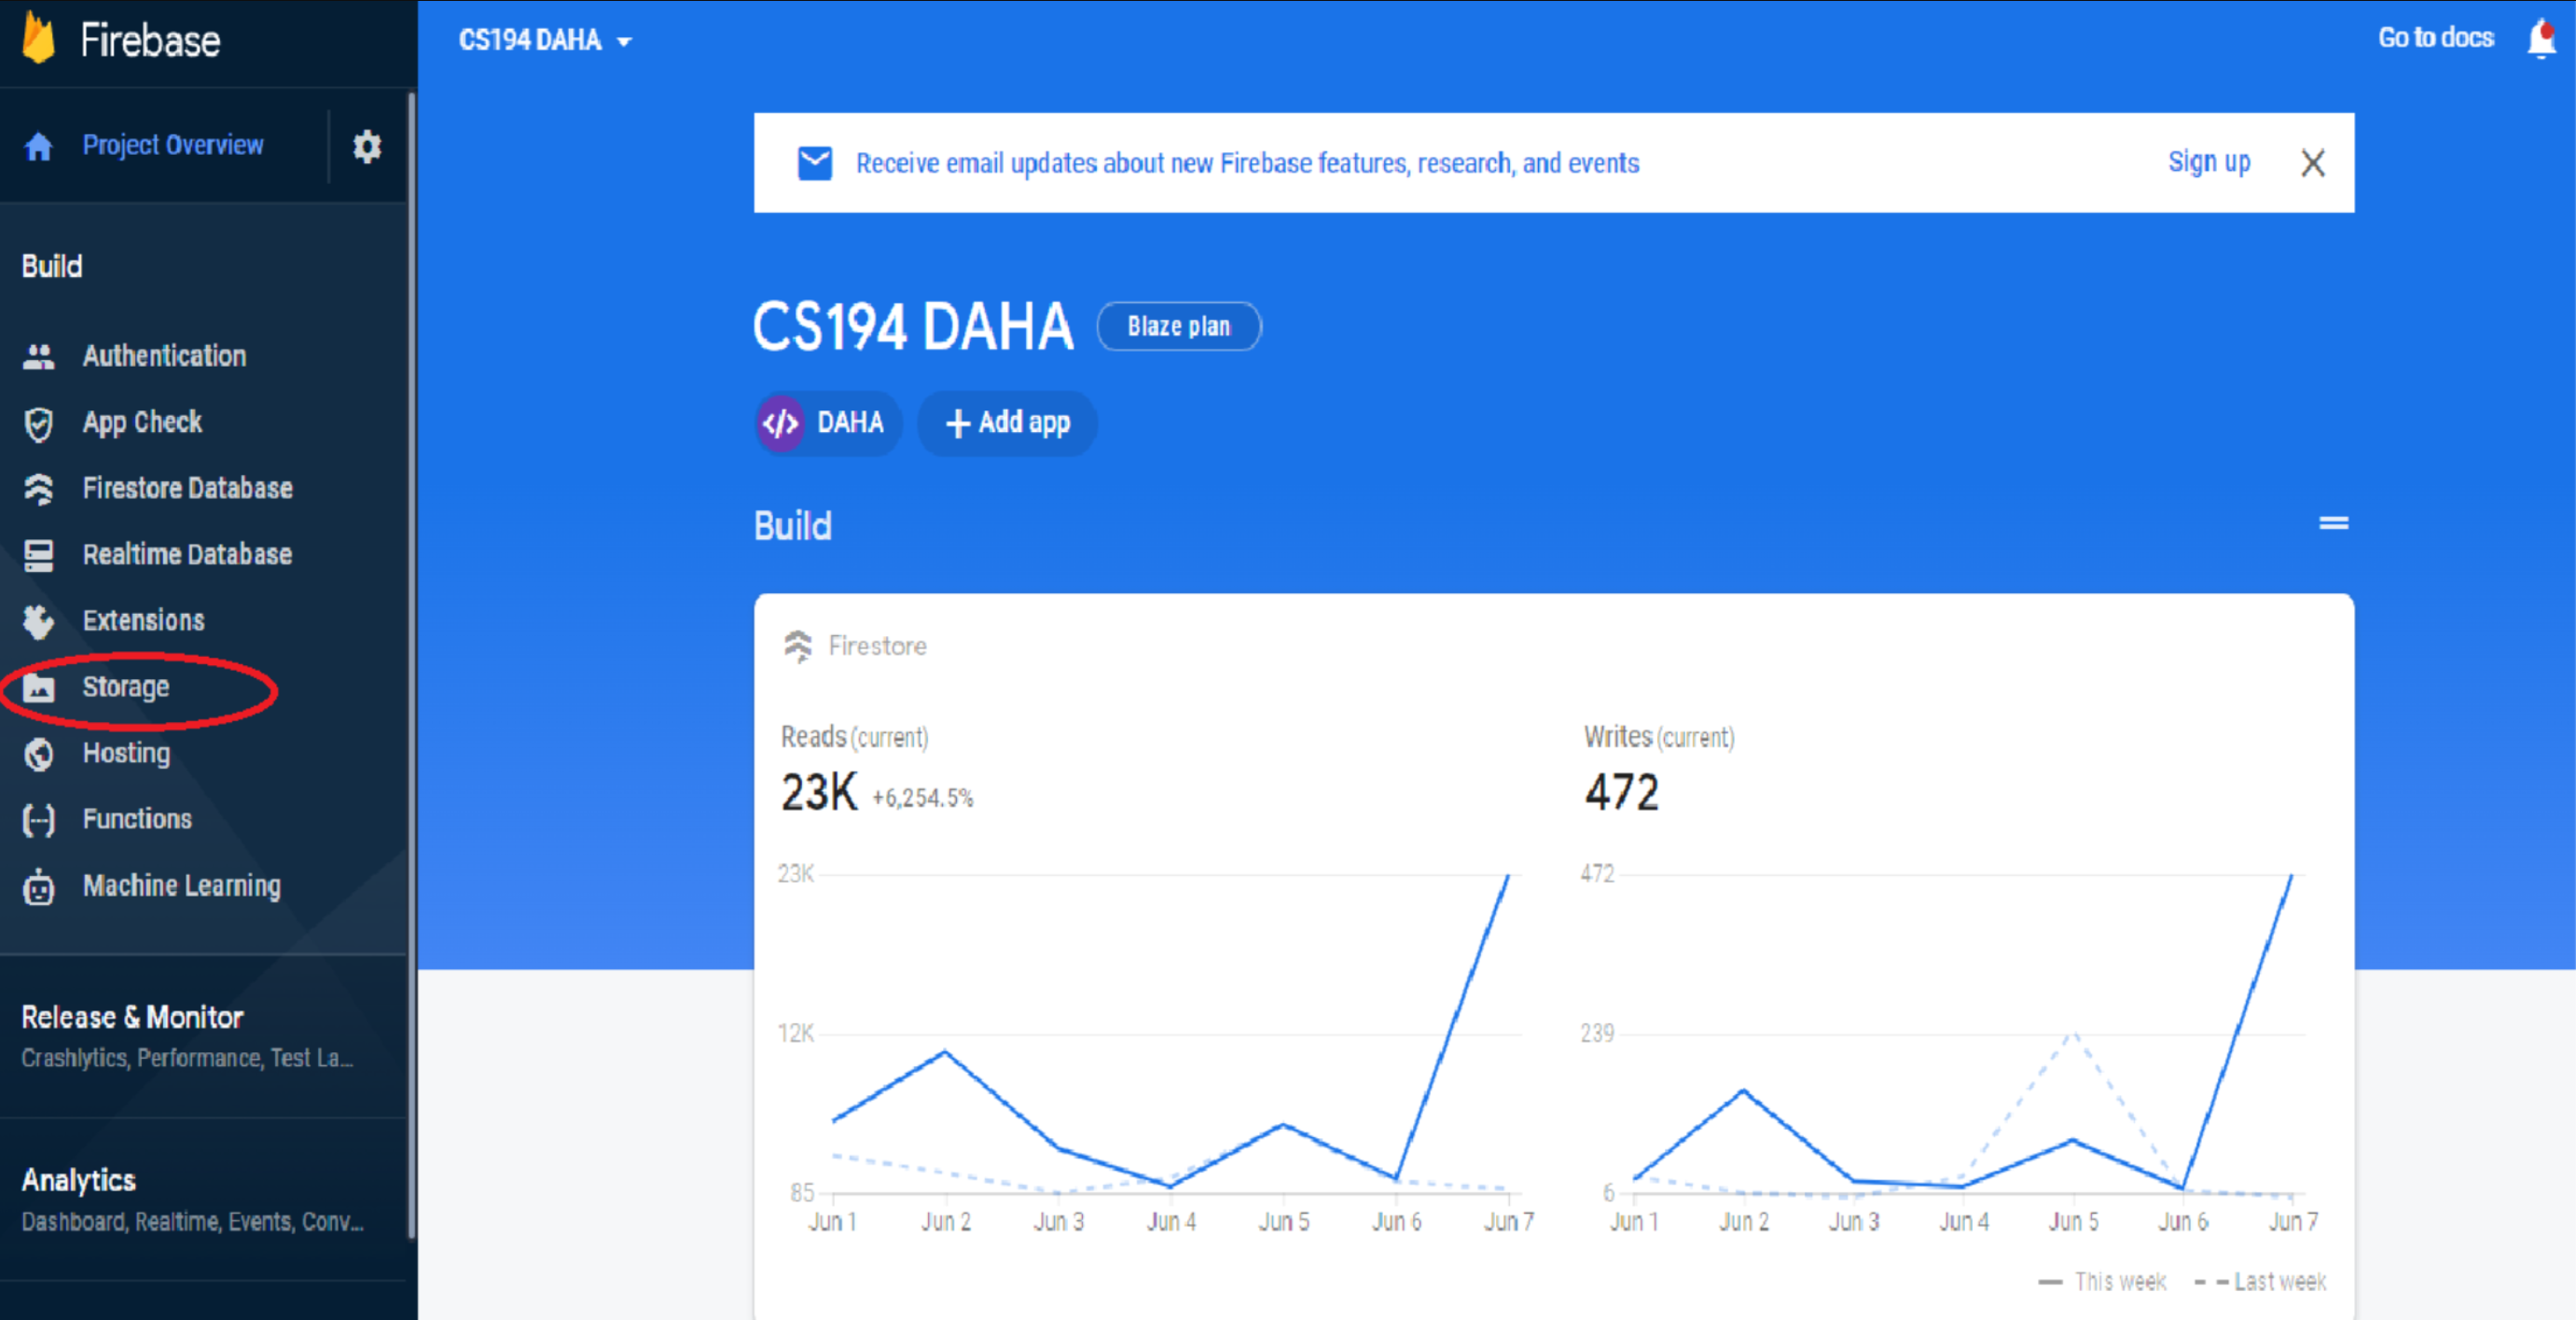 Firebase
CS194 DAHA
Go to docs
Project Overview
Receive email updates about new Firebase features, research, and events
Sign up
Build
Authentication
App Check
Firestore Database
Realtime Database
Extensions
Storage
Hosting
Functions
Machine Learning
Release & Monitor
Crashlytics, Performance, Test La...
Analytics
Dashboard, Realtime, Events, Conv...
CS194 DAHA
Blaze plan
</> DAHA
+ Add app
Build
Firestore
Reads (current)
23K +6,254.5%
23K
12K
85
Jun 1 Jun 2 Jun 3 Jun 4 Jun 5 Jun 6 Jun 7
Writes (current)
472
472
239
6
Jun 1 Jun 2 Jun 3 Jun 4 Jun 5 Jun 6 Jun 7
This week Last week